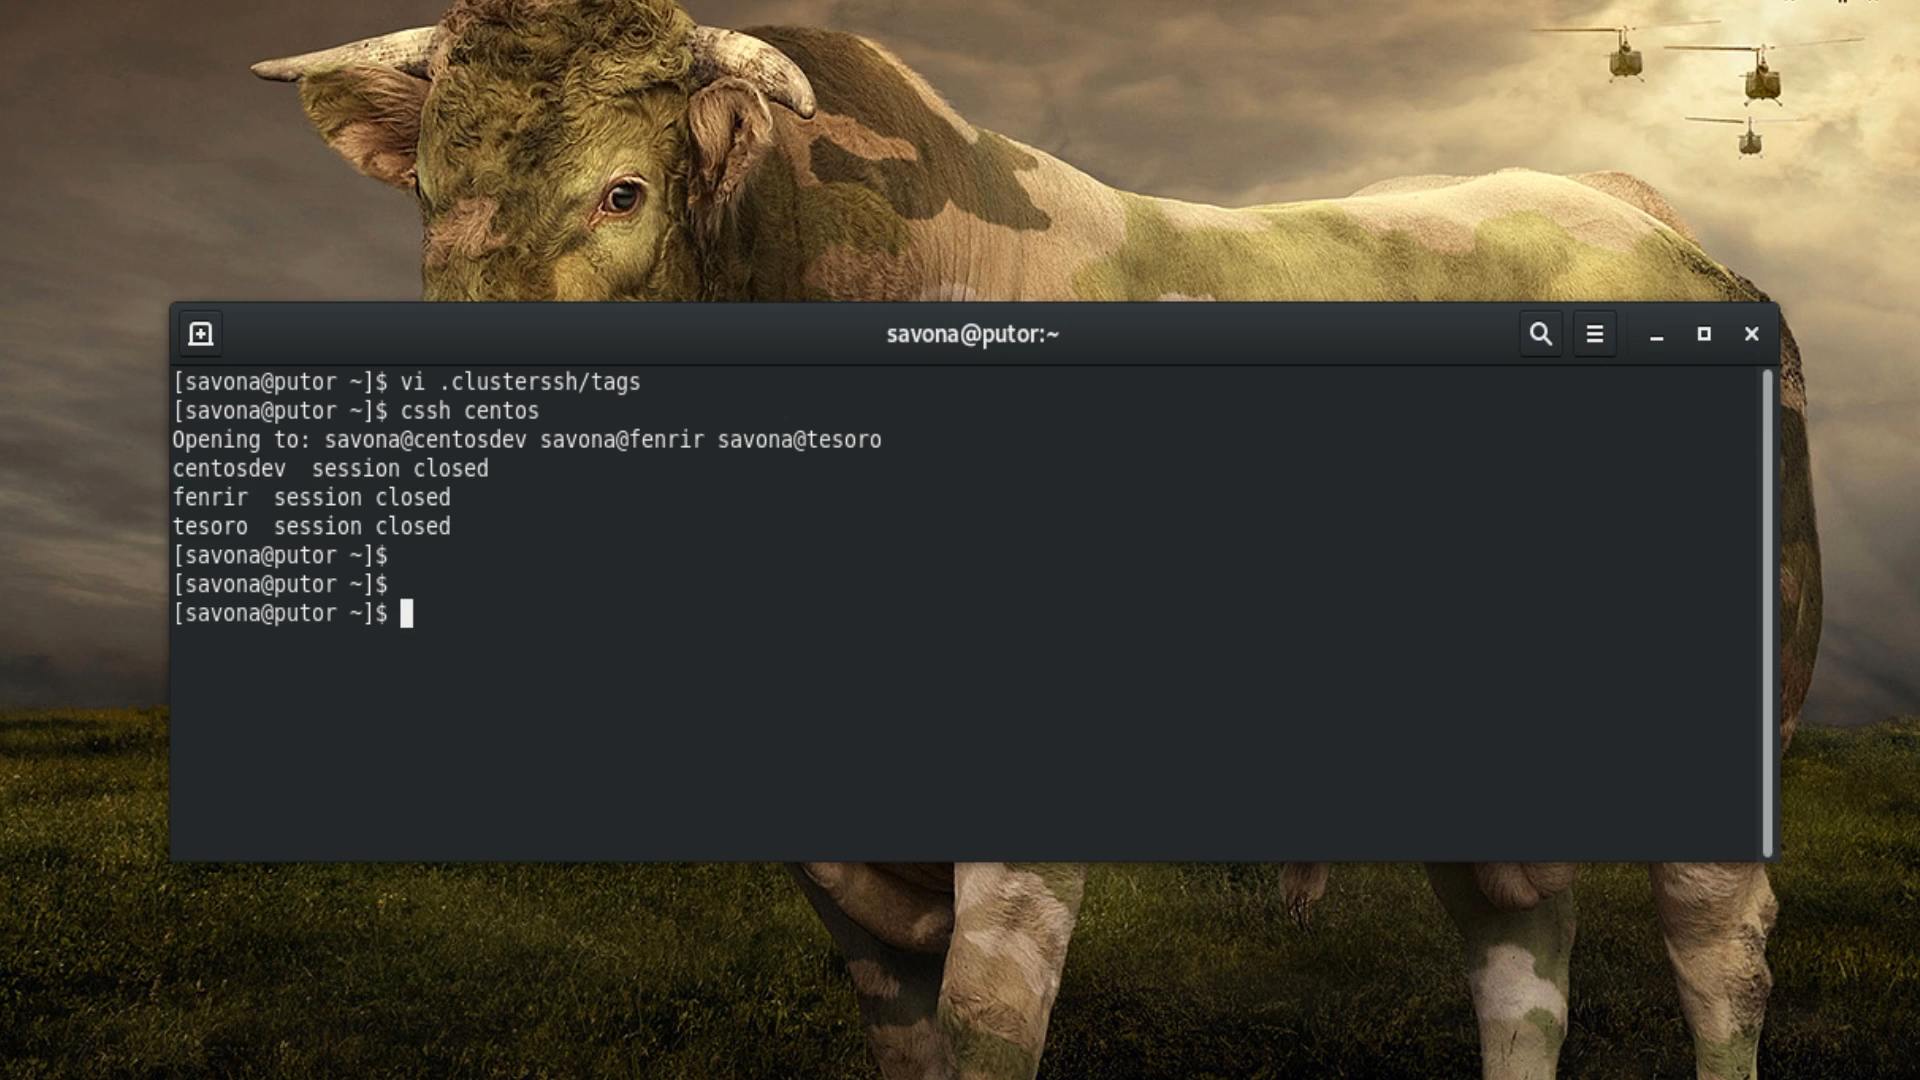 savona@putor:~
[savona@putor ~]$ vi .clusterssh/tags
[savona@putor ~]$ cssh centos
Opening to: savona@centosdev savona@fenrir savona@tesoro
centosdev  session closed
fenrir  session closed
tesoro  session closed
[savona@putor ~]$
[savona@putor ~]$
[savona@putor ~]$